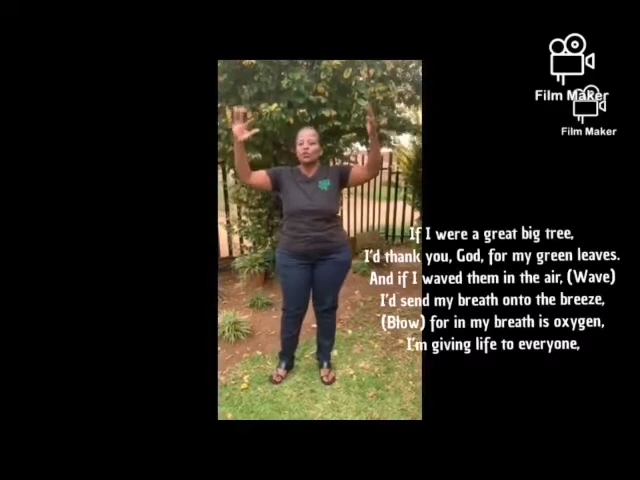 Film Maker
Film Maker
If I were a great big tree,
I'd thank you, God, for my green leaves.
And if I waved them in the air, (Wave)
I'd send my breath onto the breeze,
(Blow) for in my breath is oxygen,
I'm giving life to everyone,